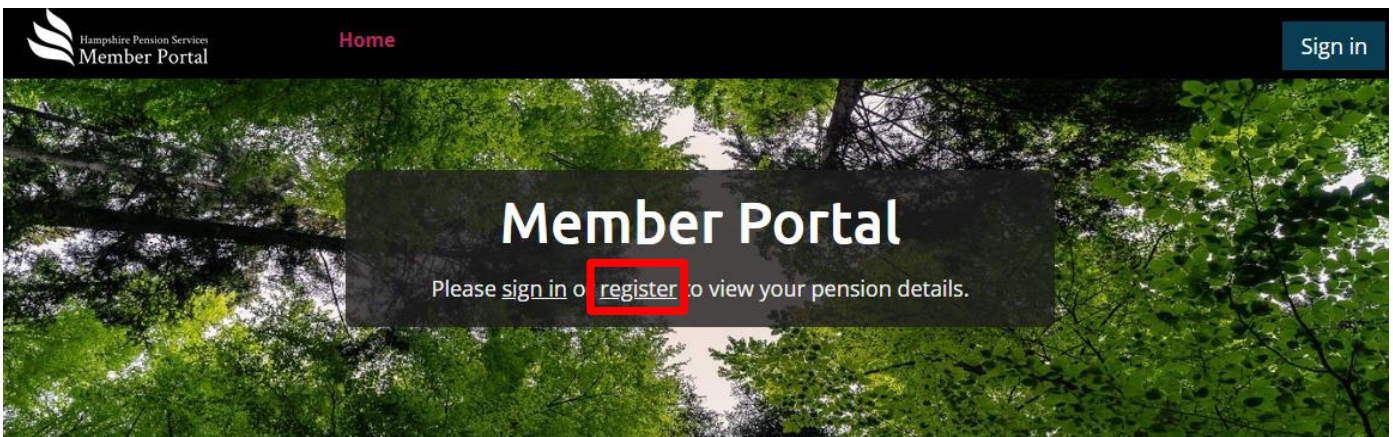 Hampshire Pension Services
Member Portal
Home
Sign in
Member Portal
Please sign in o register to view your pension details.